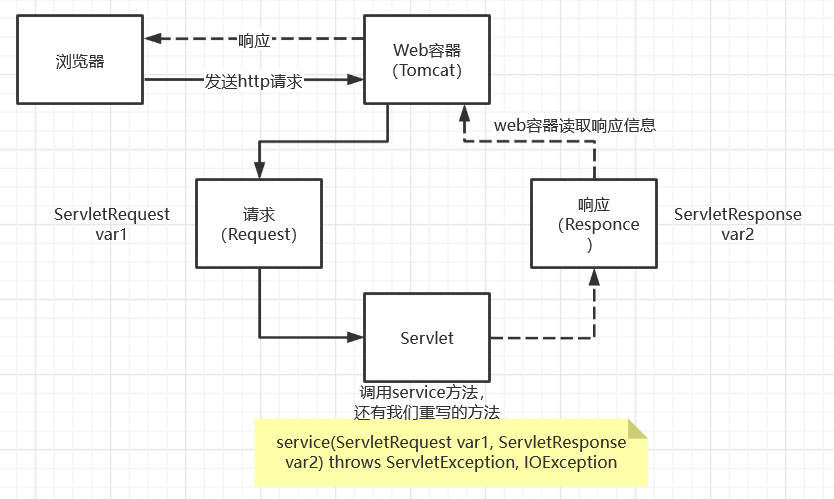 浏览器
响应
发送http请求
Web容器
（Tomcat）
web容器读取响应信息
ServletRequest
var1
请求
（Request）
响应
（Responce
）
ServletResponse
var2
Servlet
调用service方法，
还有我们重写的方法
service(ServletRequest var1, ServletResponse
var2) throws ServletException, IOException